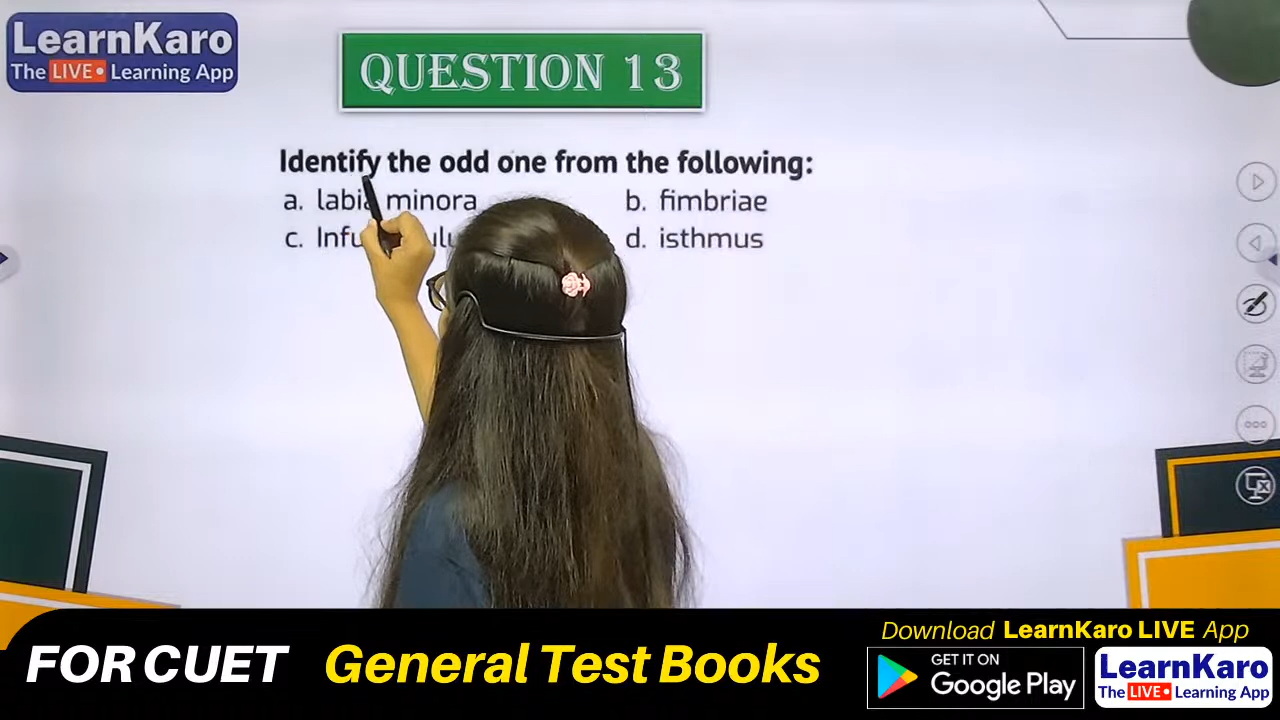 LearnKaro
The LIVE Learning App
QUESTION 13
Identify the odd one from the following:
a. labia minora
b. fimbriae
c.
d. isthmus
FOR CUET General Test Books
Download LearnKaro LIVE App
GET IT ON
Google Play
LearnKaro
The LIVE Learning App